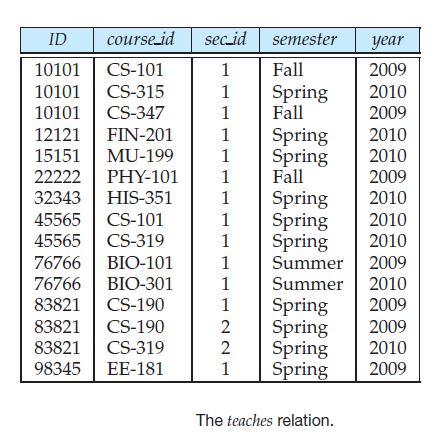 ID course_id sec_id semester year
10101 CS-101 1 Fall 2009
10101 CS-315 1 Spring 2010
10101 CS-347 1 Fall 2009
12121 FIN-201 1 Spring 2010
15151 MU-199 1 Spring 2010
22222 PHY-101 1 Fall 2009
32343 HIS-351 1 Spring 2010
45565 CS-101 1 Spring 2010
45565 CS-319 1 Spring 2010
76766 BIO-101 1 Summer 2009
76766 BIO-301 1 Summer 2010
83821 CS-190 1 Spring 2009
83821 CS-190 2 Spring 2009
83821 CS-319 2 Spring 2010
98345 EE-181 1 Spring 2009
The teaches relation.